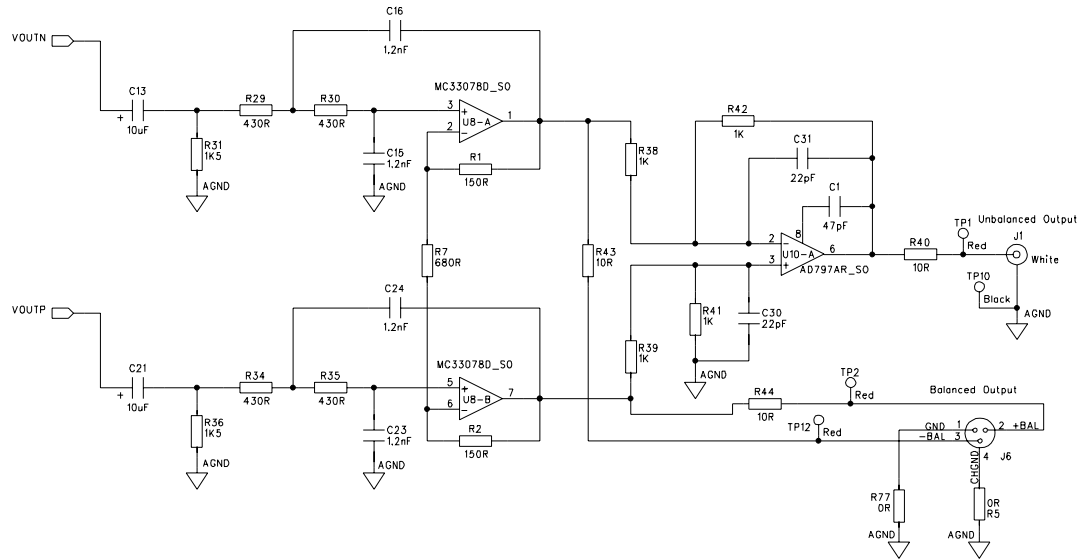 C16
1.2nF
VOUTN
MC33078D_SO
C13
+
10uF
R29
430R
R30
430R
3
+
U8-A
1
2
−
R42
1K
R31
1K5
C15
1.2nF
R1
150R
AGND
AGND
R38
1K
C31
22pF
C1
47pF
R7
680R
R43
10R
8
2
−
U10-A
6
3
+
AD797AR_SO
R40
10R
TP1
Red
Unbalanced Output
J1
White
TP10
Black
AGND
VOUTP
C24
1.2nF
R41
1K
C30
22pF
R39
1K
AGND
MC33078D_SO
C21
+
10uF
R34
430R
R35
430R
5
+
U8-B
7
6
−
R36
1K5
C23
1.2nF
R2
150R
AGND
AGND
R44
10R
TP2
Red
Balanced Output
TP12
Red
GND
1
2
+BAL
-BAL
3
4
J6
CHGND
R77
0R
0R
R5
AGND
AGND